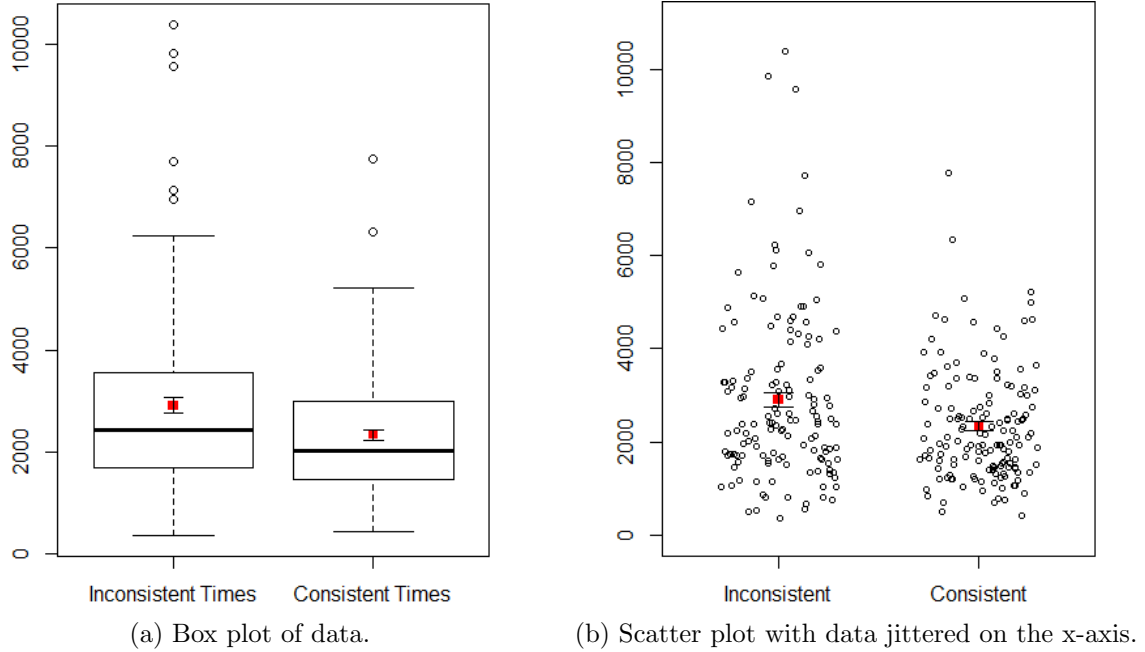 10000
8000
6000
4000
2000
0
Inconsistent Times
Consistent Times
(a) Box plot of data.
10000
8000
6000
4000
2000
0
Inconsistent
Consistent
(b) Scatter plot with data jittered on the x-axis.